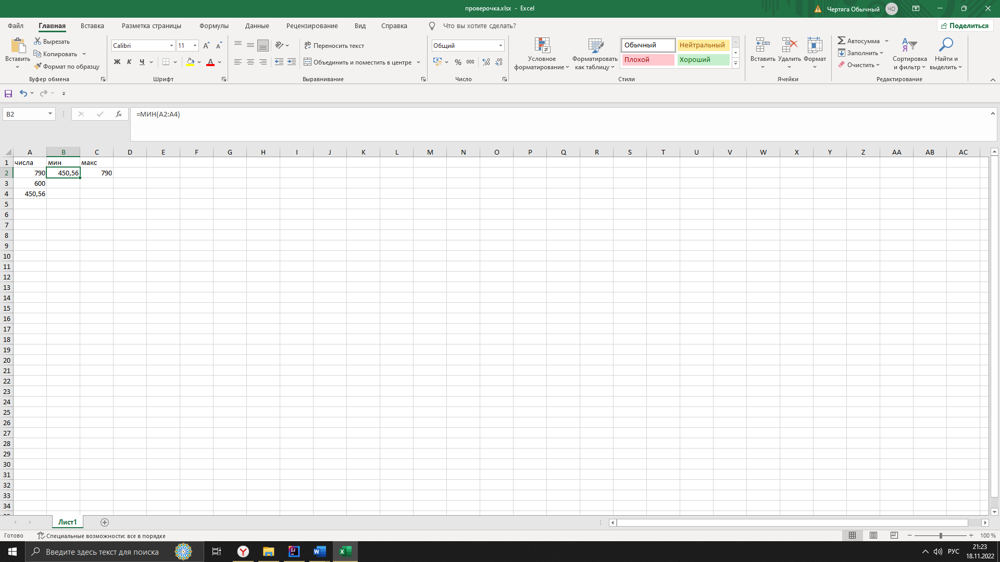 проверочка.xlsx - Excel
Чертяга Обычный
ЧО
Файл Главная Вставка Разметка страницы Формулы Данные Рецензирование Вид Справка Что вы хотите сделать? Поделиться
Вставить
Вырезать
Копировать
Формат по образцу
Буфер обмена
Calibri 11
Ж К Ч А
Шрифт
Переносить текст
Объединить и поместить в центре
Выравнивание
Общий
% 000
Число
Условное форматирование
Форматировать как таблицу
Обычный Нейтральный
Плохой Хороший
Стили
Вставить Удалить Формат
Ячейки
Автосумма
Заполнить
Очистить
Сортировка и фильтр
Найти и выделить
Редактирование
B2 fx =МИН(A2:A4)
A B C D E F G H I J K L M N O P Q R S T U V W X Y Z AA AB AC
1 числа мин макс
2 790 450,56 790
3 600
4 450,56
5
6
7
8
9
10
11
12
13
14
15
16
17
18
19
20
21
22
23
24
25
26
27
28
29
30
31
32
33
34
Лист1
Готово Специальные возможности: все в порядке 100 %
Введите здесь текст для поиска
РУС
21:23
18.11.2022